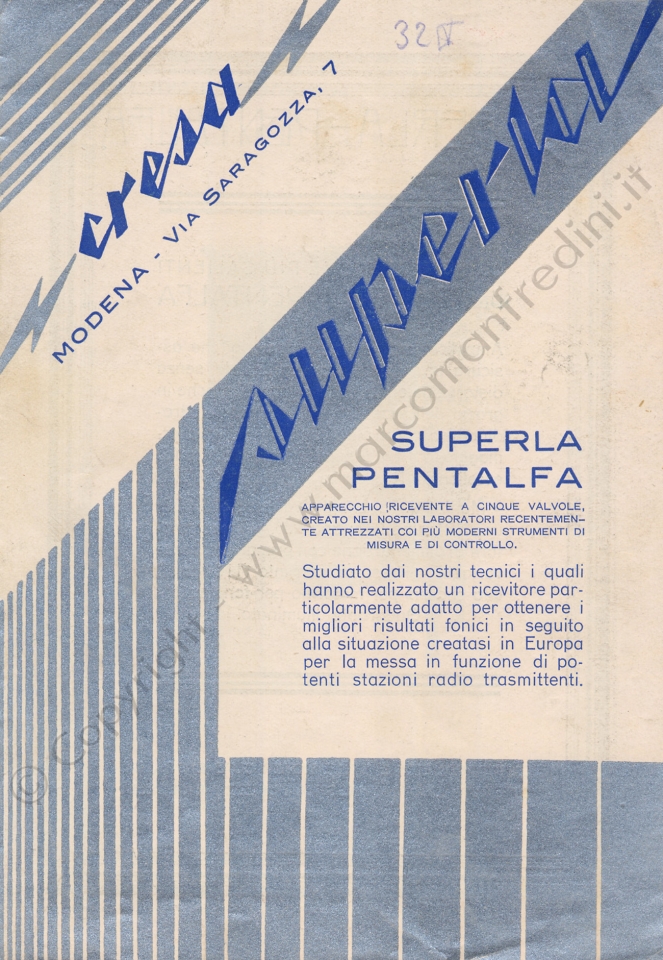 32 IV
cresa
MODENA - VIA SARAGOZZA, 7
superla
SUPERLA
PENTALFA
APPARECCHIO RICEVENTE A CINQUE VALVOLE,
CREATO NEI NOSTRI LABORATORI RECENTEMEN-
TE ATTREZZATI COI PIÙ MODERNI STRUMENTI DI
MISURA E DI CONTROLLO.
Studiato dai nostri tecnici i quali
hanno realizzato un ricevitore par-
ticolarmente adatto per ottenere i
migliori risultati fonici in seguito
alla situazione creatasi in Europa
per la messa in funzione di po-
tenti stazioni radio trasmittenti.
© Copyright - www.marcomanfredini.it